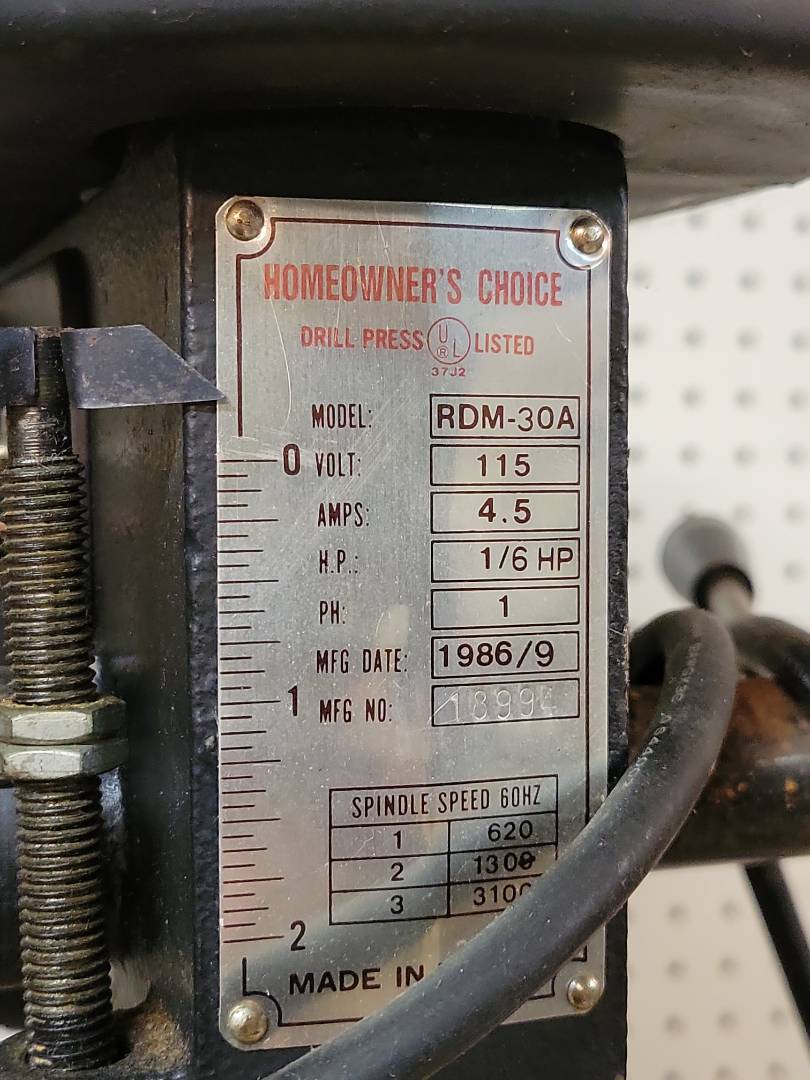 HOMEOWNER'S CHOICE
DRILL PRESS UL ® LISTED
37J2
MODEL: RDM-30A
0 VOLT: 115
AMPS: 4.5
H.P.: 1/6 HP
PH: 1
MFG DATE: 1986/9
1 MFG NO:
SPINDLE SPEED 60HZ
1 620
2 1300
3 3100
2
MADE IN